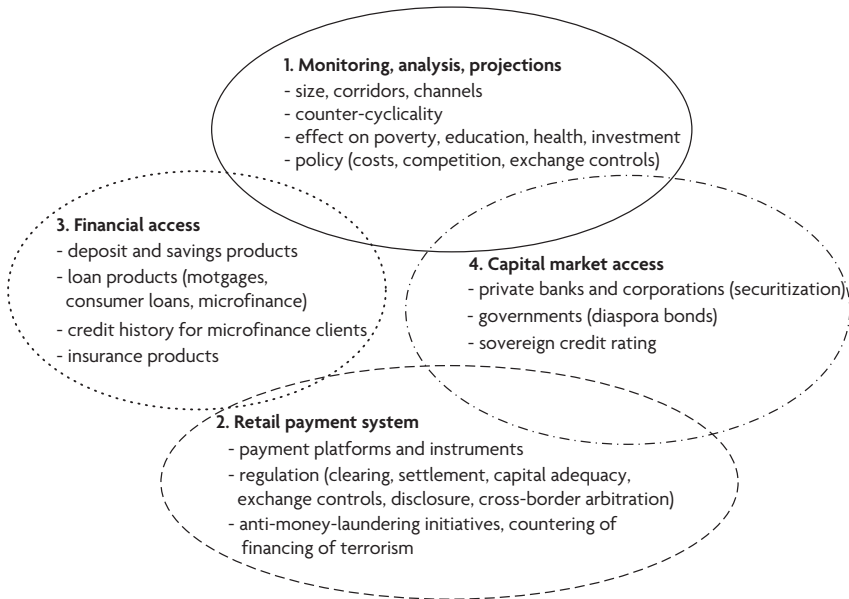 1. Monitoring, analysis, projections
- size, corridors, channels
- counter-cyclicality
- effect on poverty, education, health, investment
- policy (costs, competition, exchange controls)
3. Financial access
- deposit and savings products
- loan products (motgages,
consumer loans, microfinance)
- credit history for microfinance clients
- insurance products
4. Capital market access
- private banks and corporations (securitization)
- governments (diaspora bonds)
- sovereign credit rating
2. Retail payment system
- payment platforms and instruments
- regulation (clearing, settlement, capital adequacy,
exchange controls, disclosure, cross-border arbitration)
- anti-money-laundering initiatives, countering of
financing of terrorism